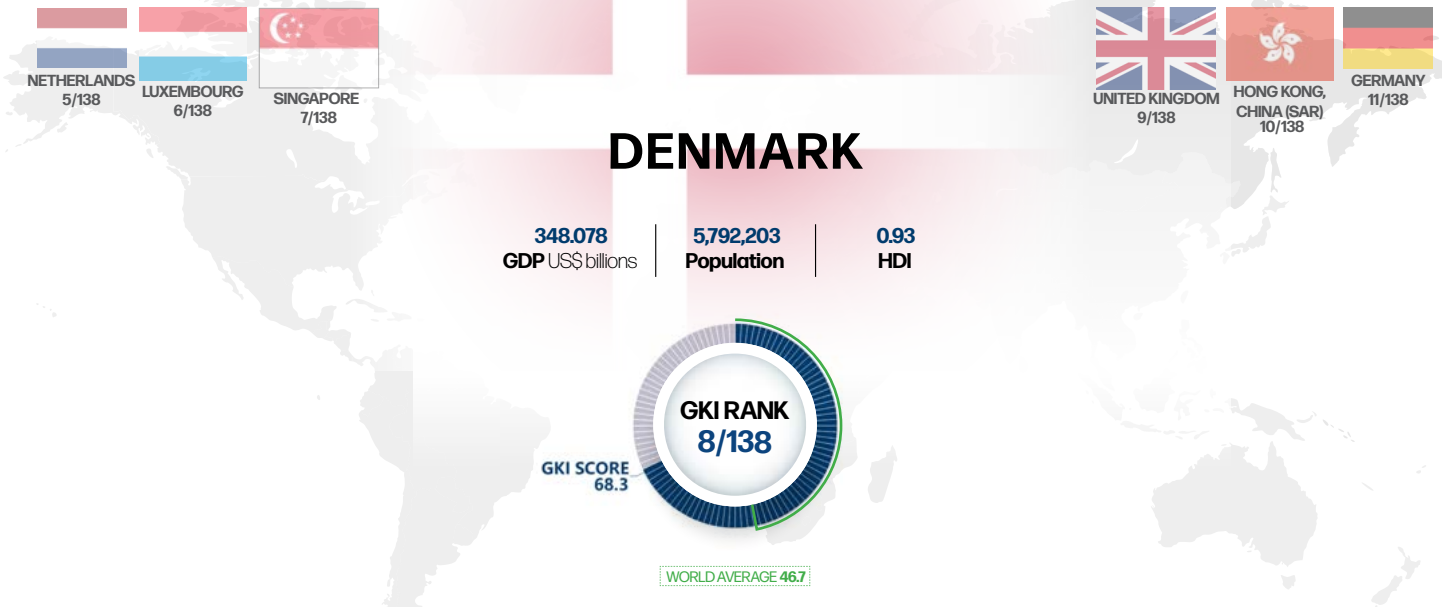 NETHERLANDS
5/138
LUXEMBOURG
6/138
SINGAPORE
7/138
UNITED KINGDOM
9/138
HONG KONG,
CHINA (SAR)
10/138
GERMANY
11/138
DENMARK
348.078
GDP US$ billions
5,792,203
Population
0.93
HDI
GKI RANK
8/138
GKI SCORE
68.3
WORLD AVERAGE 46.7